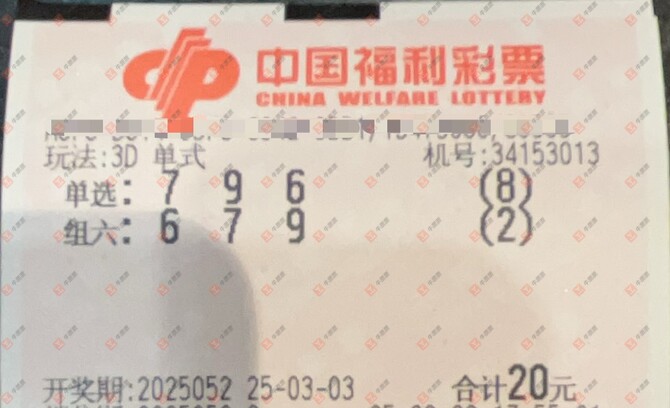 中国福利彩票
CHINA WELFARE LOTTERY
玩法:3D 单式 机号:34153013
单选: 7 9 6 (8)
组六: 6 7 9 (2)
开奖期:2025052 25-03-03 合计20元